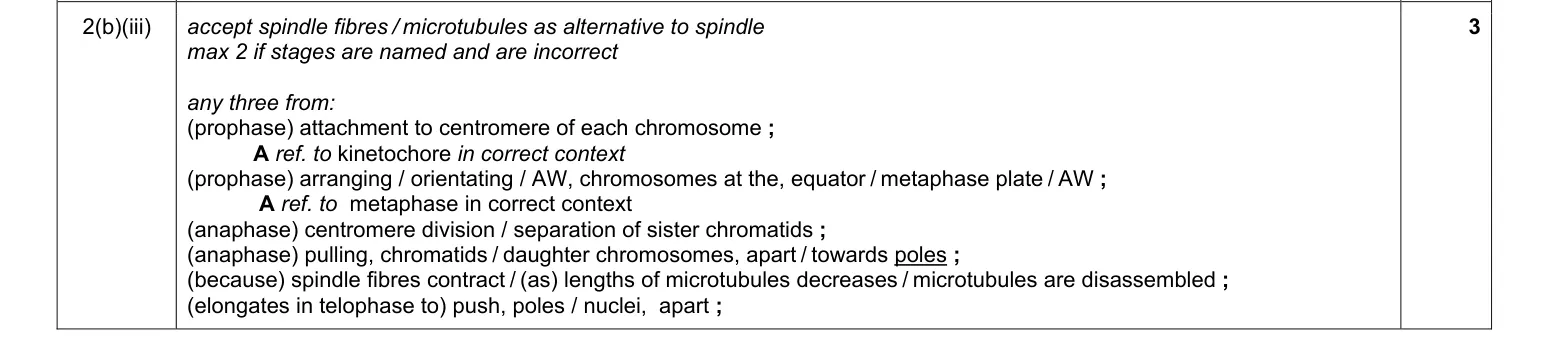 2(b)(iii) accept spindle fibres / microtubules as alternative to spindle 3
max 2 if stages are named and are incorrect
any three from:
(prophase) attachment to centromere of each chromosome ;
A ref. to kinetochore in correct context
(prophase) arranging / orientating / AW, chromosomes at the, equator / metaphase plate / AW ;
A ref. to metaphase in correct context
(anaphase) centromere division / separation of sister chromatids ;
(anaphase) pulling, chromatids / daughter chromosomes, apart / towards poles ;
(because) spindle fibres contract / (as) lengths of microtubules decreases / microtubules are disassembled ;
(elongates in telophase to) push, poles / nuclei, apart ;